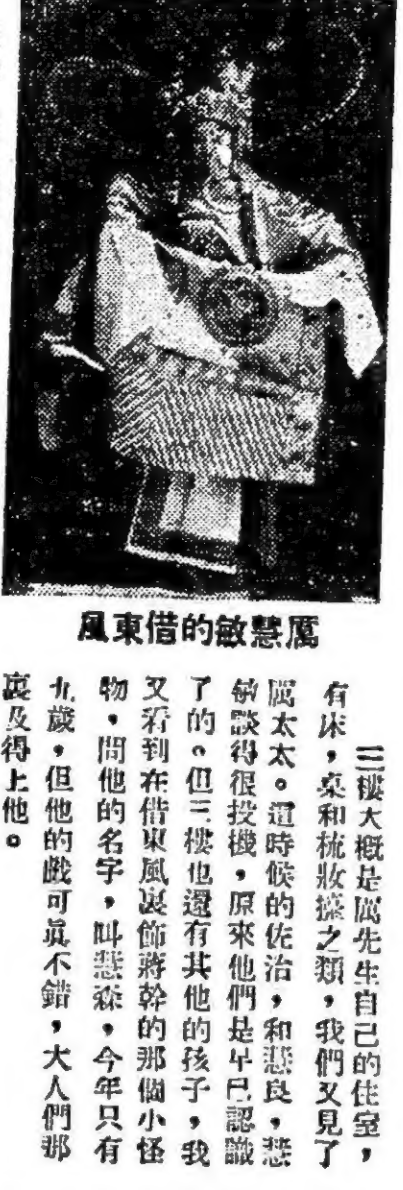 厲慧敏的借東風
三樓大概是厲先生自己的住室，
有床，桌和梳妝檯之類，我們又見了
厲太太。這時候的佐治，和慧良，慧
敏談得很投機，原來他們是早已認識
了的。但三樓也還有其他的孩子，我
又看到在借東風裏飾蔣幹的那個小怪
物，問他的名字，叫慧森，今年只有
九歲，但他的戲可眞不錯，大人們那
裏及得上他。